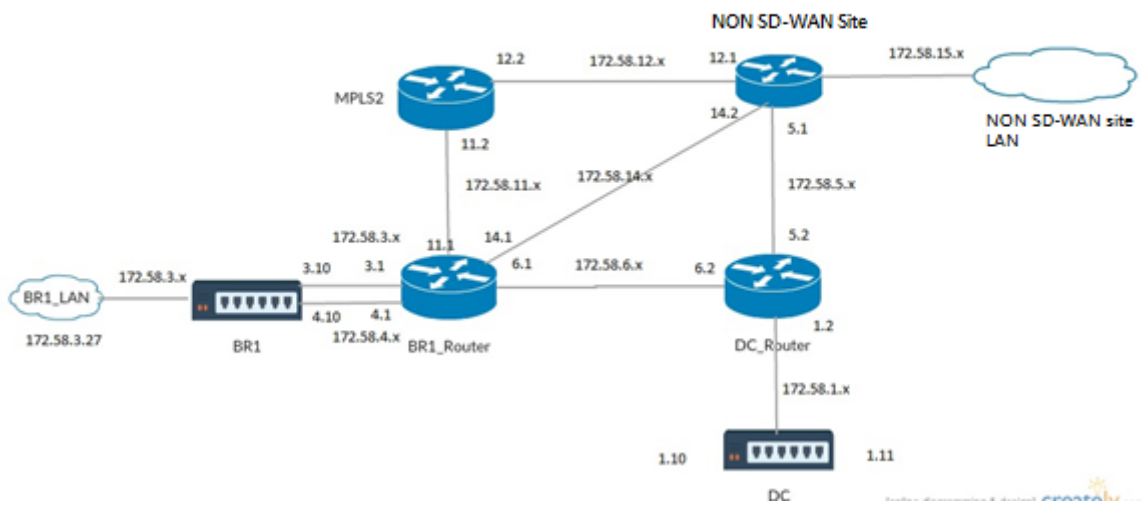 NON SD-WAN Site
12.2
172.58.12.x
12.1
172.58.15.x
MPLS2
14.2
5.1
NON SD-WAN site
LAN
11.2
172.58.11.x
172.58.14.x
172.58.5.x
172.58.3.x
11.1
14.1
5.2
172.58.3.x
3.10
3.1
6.1
172.58.6.x
6.2
BR1_LAN
4.10
4.1
1.2
172.58.3.27
BR1
172.58.4.x
BR1_Router
DC_Router
172.58.1.x
1.10
1.11
DC
creately